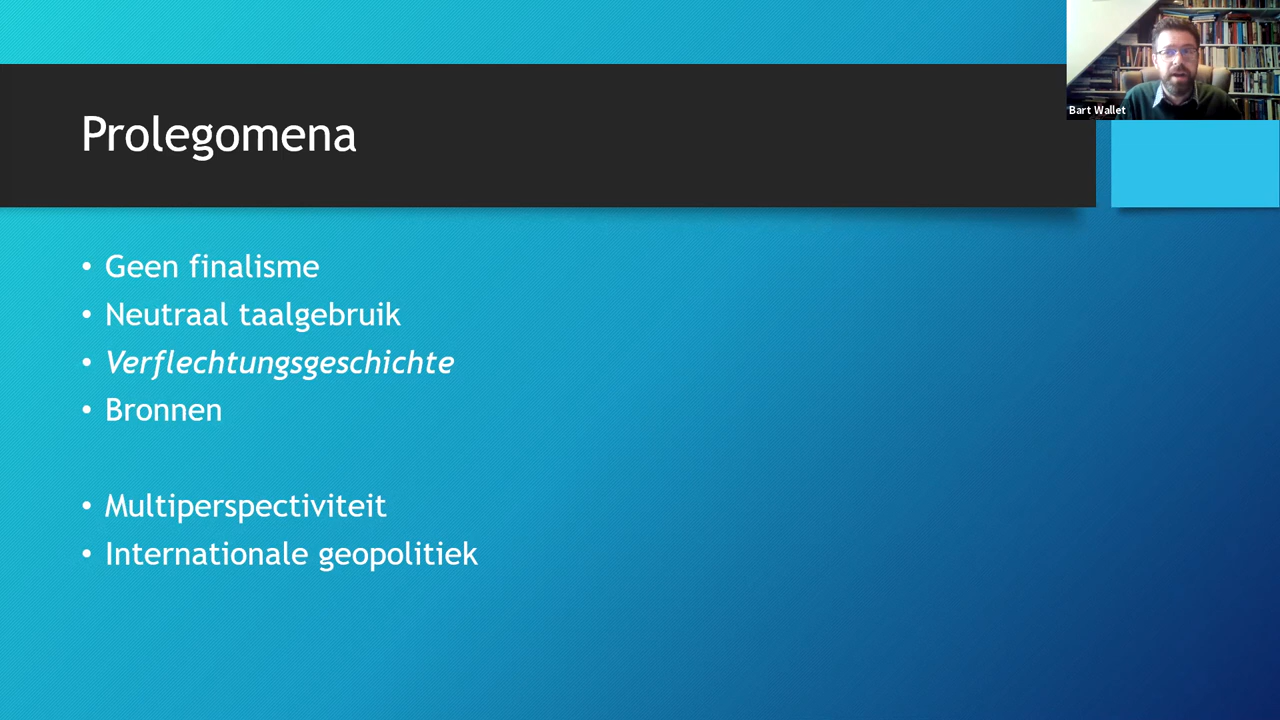 Prolegomena
Bart Wallet
• Geen finalisme
• Neutraal taalgebruik
• Verflechtungsgeschichte
• Bronnen
• Multiperspectiviteit
• Internationale geopolitiek